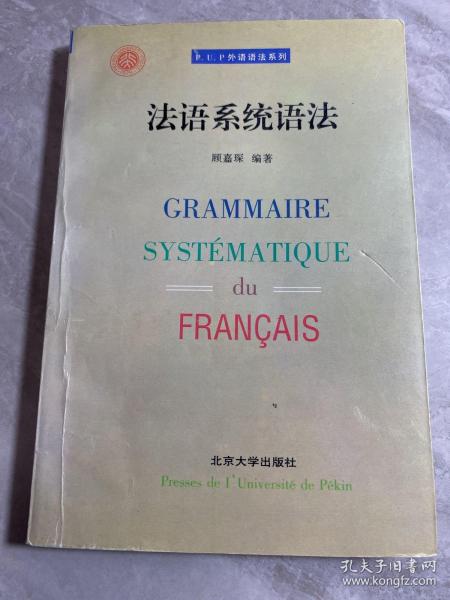 P.U.P外语语法系列
法语系统语法
顾嘉琛 编著
GRAMMAIRE
SYSTÉMATIQUE
du
FRANÇAIS
北京大学出版社
Presses de l'Université de Pékin
孔夫子旧书网
www.kongfz.com